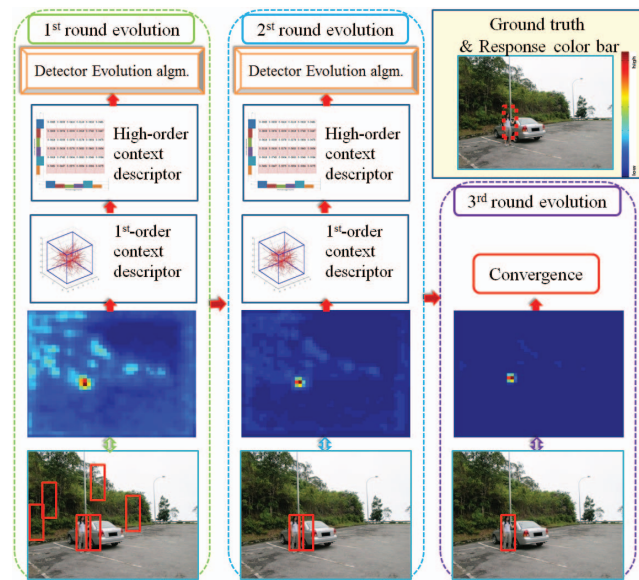 1st round evolution
Detector Evolution algm.
High-order
context
descriptor
1st-order
context
descriptor
2nd round evolution
Detector Evolution algm.
High-order
context
descriptor
1st-order
context
descriptor
Ground truth
& Response color bar
high
low
3rd round evolution
Convergence